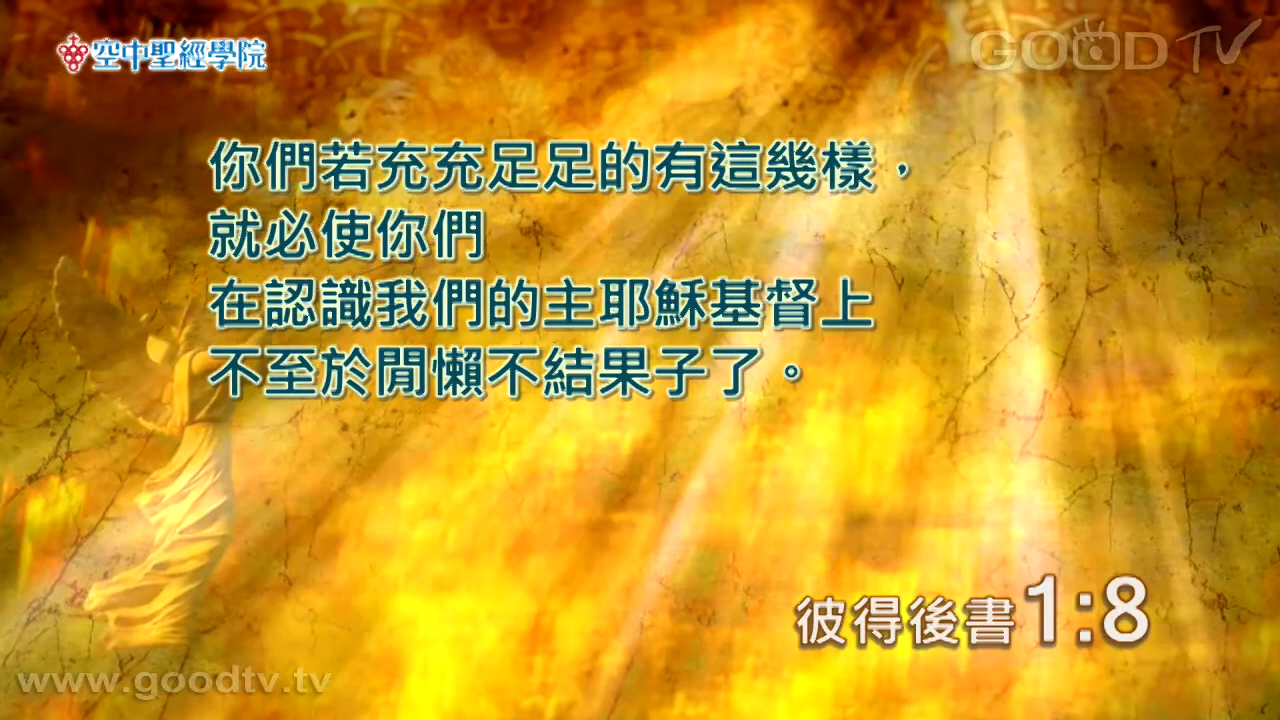 空中聖經學院
GOOD TV
你們若充充足足的有這幾樣，
就必使你們
在認識我們的主耶穌基督上
不至於閒懶不結果子了。
彼得後書1:8
www.goodtv.tv